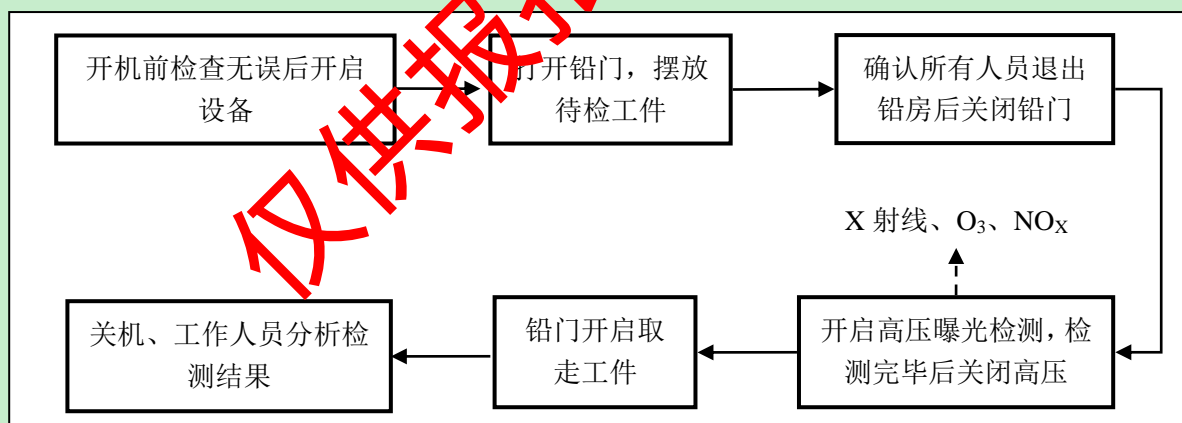 开机前检查无误后开启
设备
打开铅门，摆放
待检工件
确认所有人员退出
铅房后关闭铅门
X 射线、O₃、NOX
开启高压曝光检测，检
测完毕后关闭高压
铅门开启取
走工件
关机、工作人员分析检
测结果
仅供报